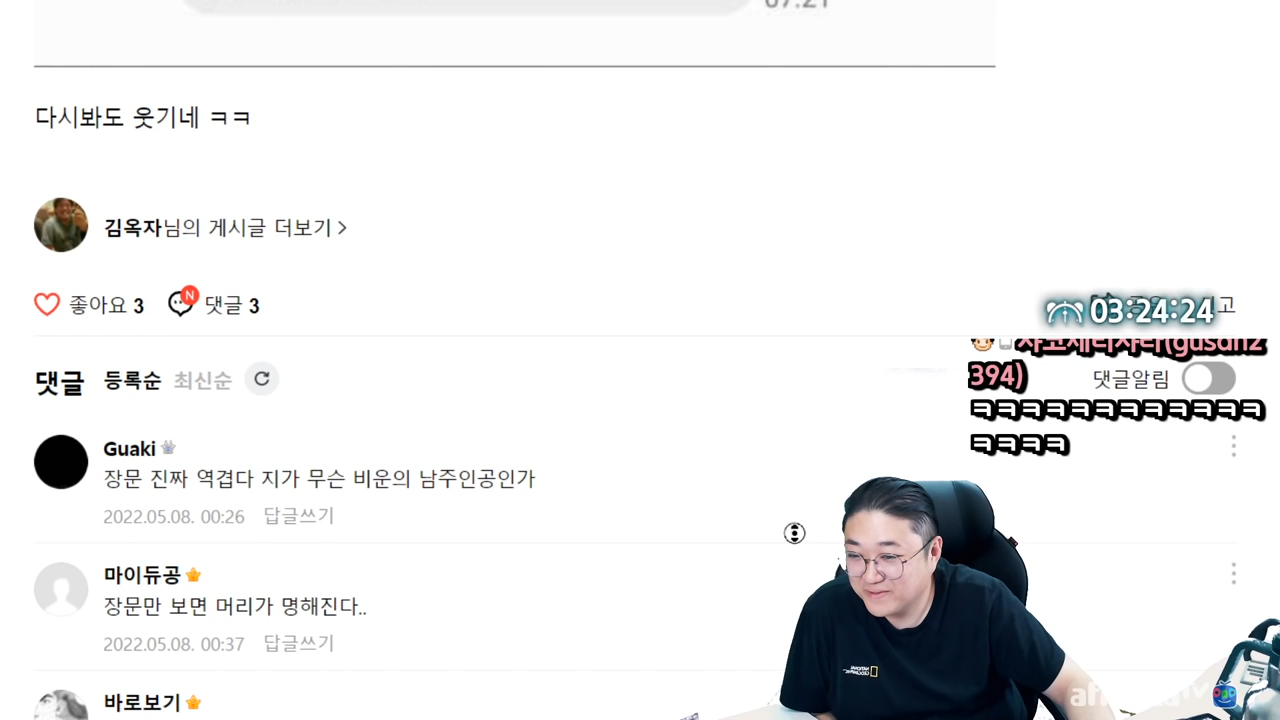 다시봐도 웃기네 ㅋㅋ
김옥자님의 게시글 더보기 >
좋아요 3 댓글 3
03:24:24
394)
댓글 등록순 최신순
댓글알림
ㅋㅋㅋㅋㅋㅋㅋㅋㅋㅋㅋㅋ
ㅋㅋㅋㅋ
Guaki
장문 진짜 역겹다 지가 무슨 비운의 남주인공인가
2022.05.08. 00:26 답글쓰기
마이듀공
장문만 보면 머리가 명해진다..
2022.05.08. 00:37 답글쓰기
NATIONAL
GEOGRAPHIC
바로보기